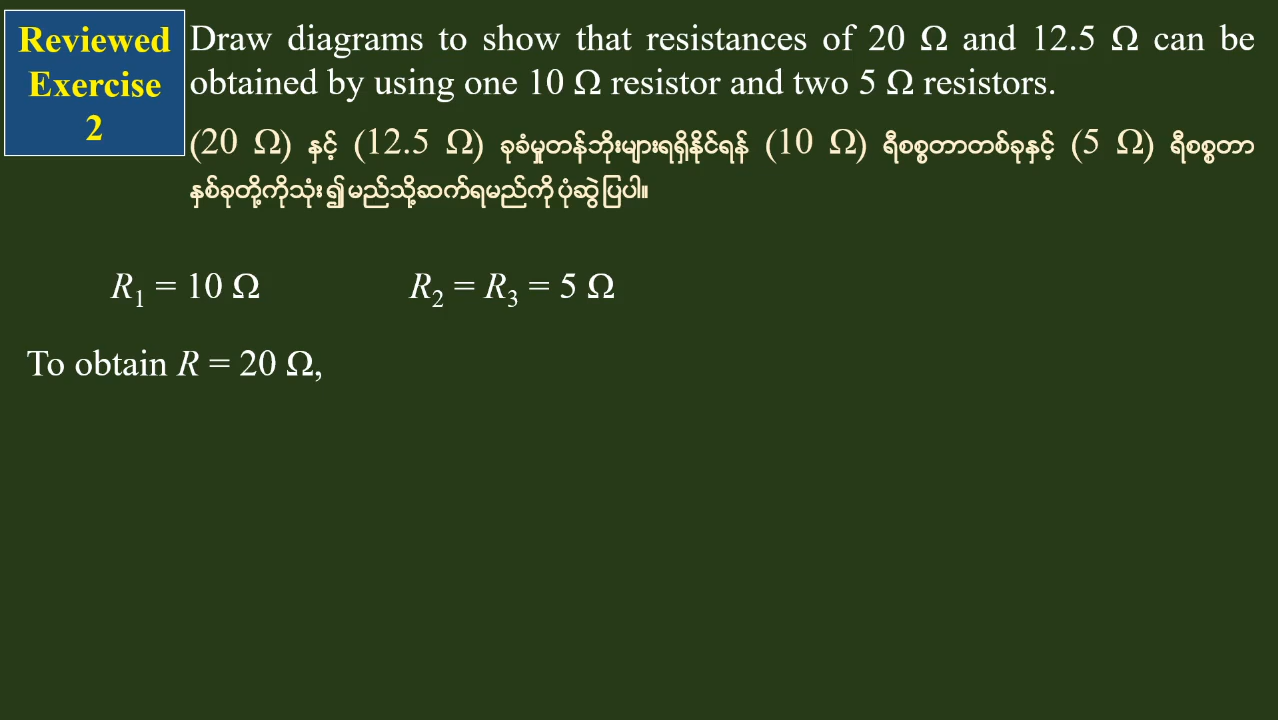 Reviewed
Exercise
2
Draw diagrams to show that resistances of 20 Ω and 12.5 Ω can be
obtained by using one 10 Ω resistor and two 5 Ω resistors.
(20 Ω) နှင့် (12.5 Ω) ခုခံမှုတန်ဘိုးများရရှိနိုင်ရန် (10 Ω) ရီစစ္စတာတစ်ခုနှင့် (5 Ω) ရီစစ္စတာ
နှစ်ခုတို့ကိုသုံး၍ မည်သို့ဆက်ရမည်ကို ပုံဆွဲပြပါ။
R₁ = 10 Ω R₂ = R₃ = 5 Ω
To obtain R = 20 Ω,